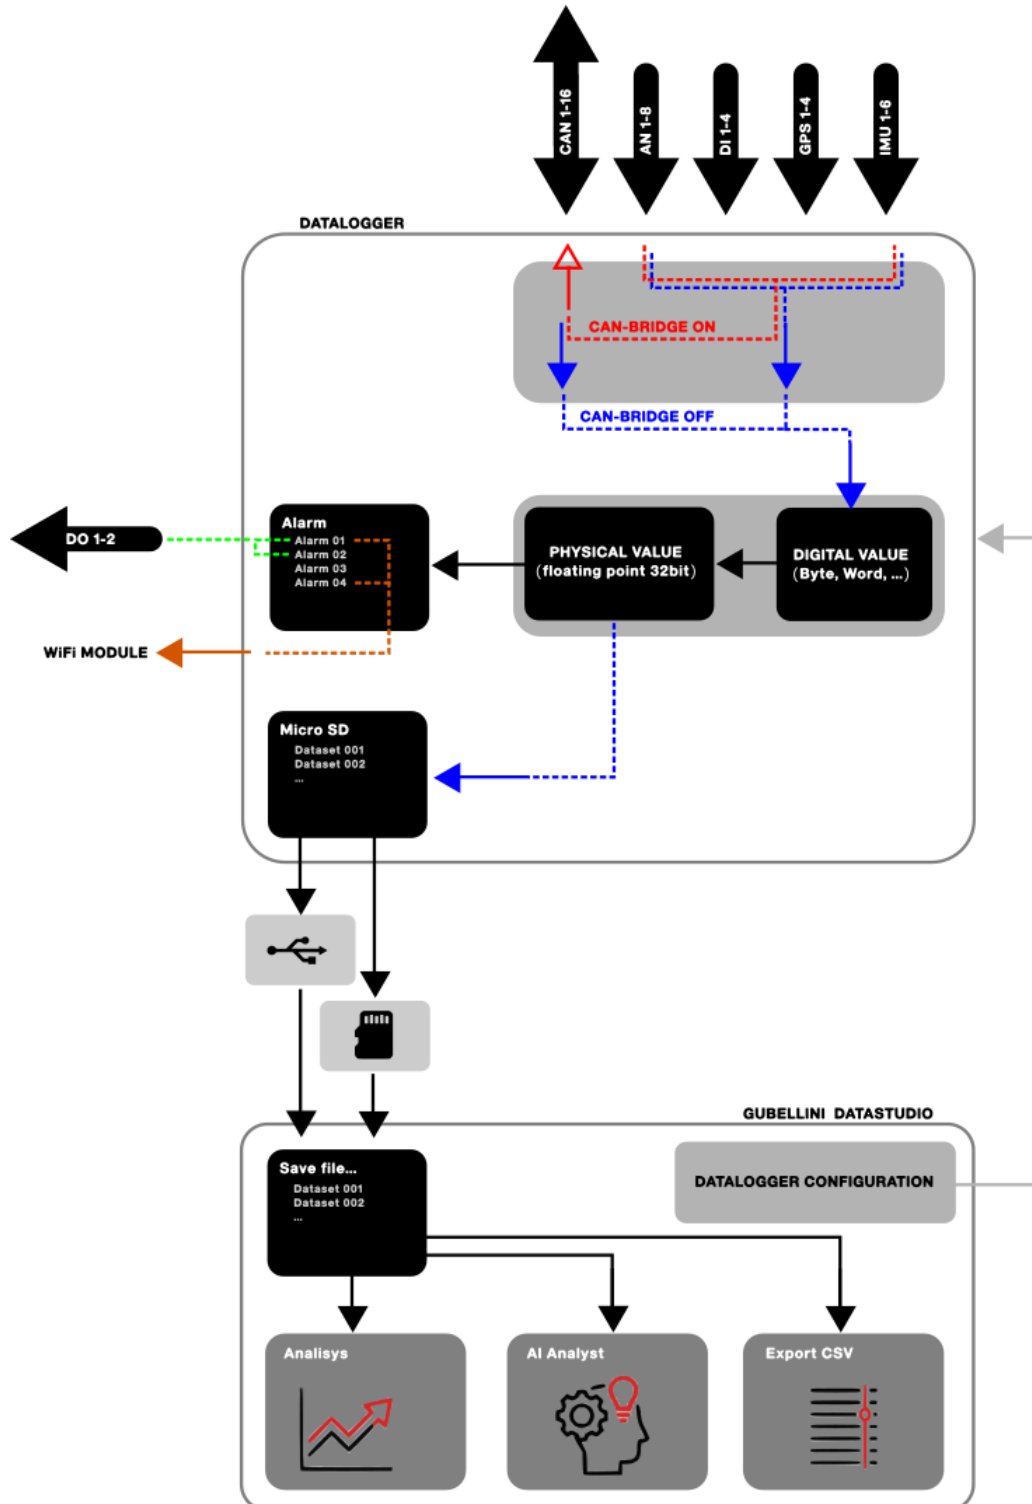 CAN 1-16
AN 1-8
DI 1-4
GPS 1-4
IMU 1-6
DATALOGGER
CAN-BRIDGE ON
CAN-BRIDGE OFF
DO 1-2
Alarm
Alarm 01
Alarm 02
Alarm 03
Alarm 04
PHYSICAL VALUE
(floating point 32bit)
DIGITAL VALUE
(Byte, Word, ...)
WiFi MODULE
Micro SD
Dataset 001
Dataset 002
...
GUBELLINI DATASTUDIO
Save file...
Dataset 001
Dataset 002
...
DATALOGGER CONFIGURATION
Analisys
AI Analyst
Export CSV